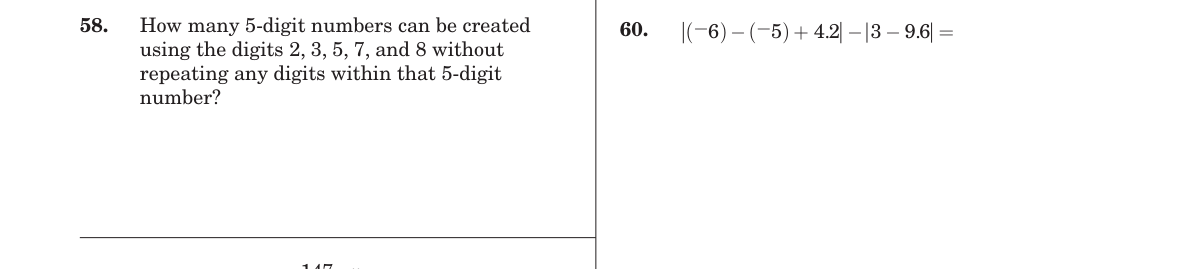 58. How many 5-digit numbers can be created
using the digits 2, 3, 5, 7, and 8 without
repeating any digits within that 5-digit
number?
60. |(⁻6) – (⁻5) + 4.2| – |3 – 9.6| =